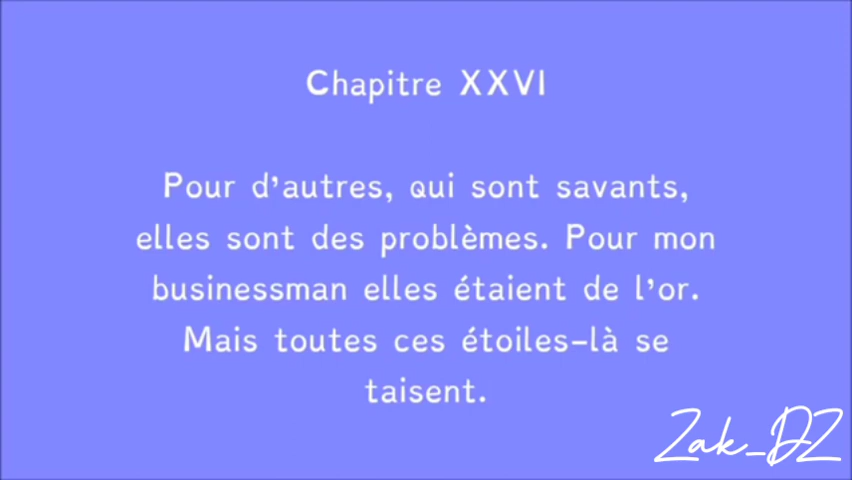 Chapitre XXVI
Pour d'autres, qui sont savants,
elles sont des problèmes. Pour mon
businessman elles étaient de l'or.
Mais toutes ces étoiles-là se
taisent.
Zak_DZ